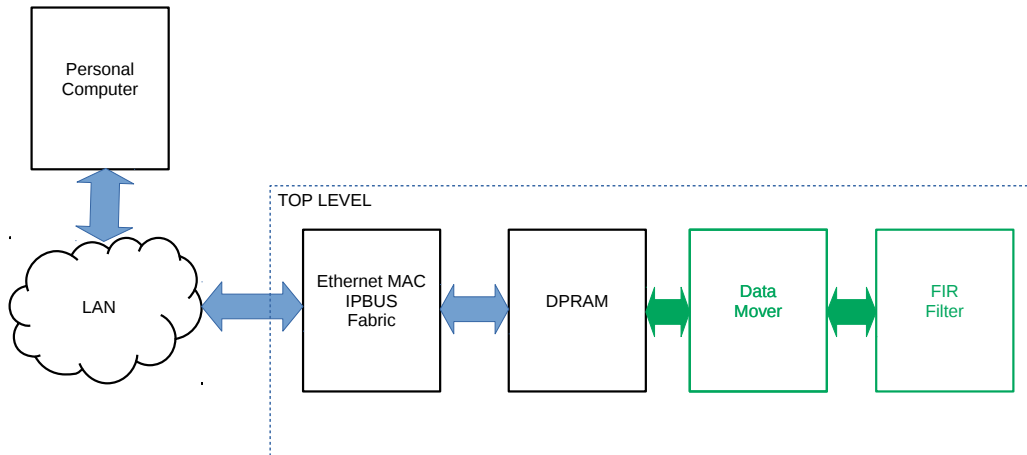 Personal
Computer
TOP LEVEL
LAN
Ethernet MAC
IPBUS
Fabric
DPRAM
Data
Mover
FIR
Filter